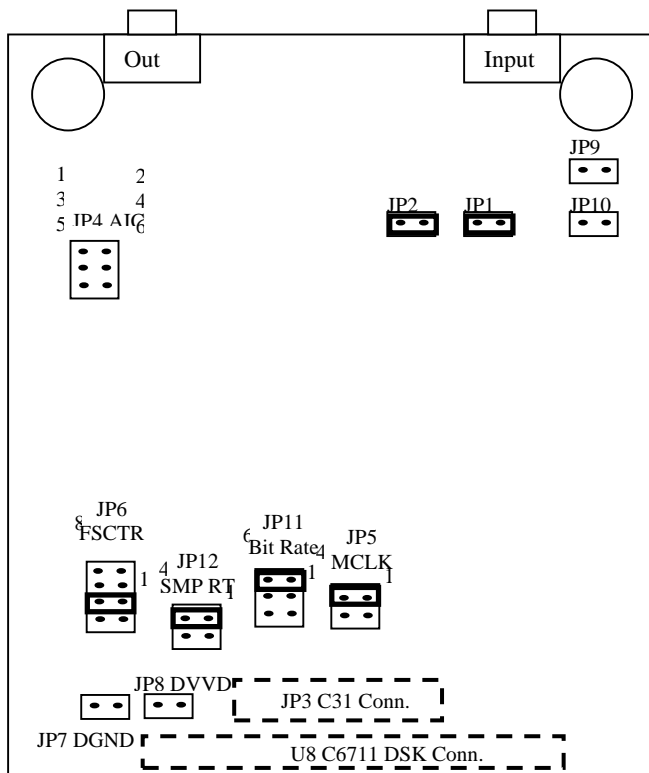 Out
Input
JP9
1 2
3 4
5 6
JP4 AIC
JP2
JP1
JP10
JP6
8
FSCTR
1
JP12
4
SMP RT
1
JP11
6
Bit Rate
1
JP5
4
MCLK
1
JP8 DVVD
JP3 C31 Conn.
JP7 DGND
U8 C6711 DSK Conn.